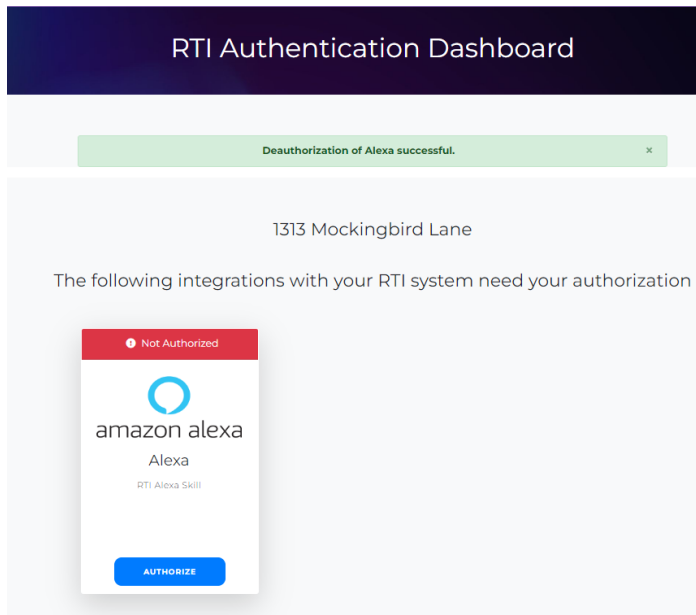 RTI Authentication Dashboard
Deauthorization of Alexa successful. ×
1313 Mockingbird Lane
The following integrations with your RTI system need your authorization
Not Authorized
amazon alexa
Alexa
RTI Alexa Skill
AUTHORIZE